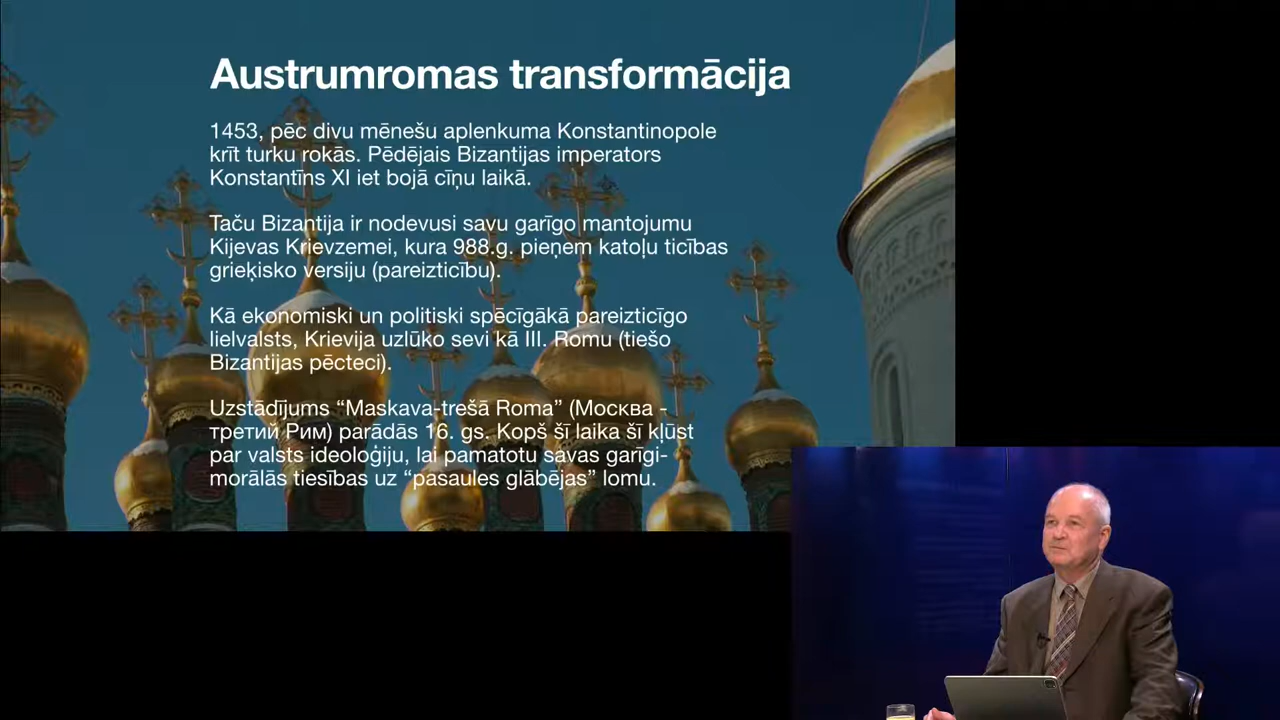 Austrumromas transformācija
1453, pēc divu mēnešu aplenkuma Konstantinopole
krīt turku rokās. Pēdējais Bizantijas imperators
Konstantīns XI iet bojā cīņu laikā.
Taču Bizantija ir nodevusi savu garīgo mantojumu
Kijevas Krievzemei, kura 988.g. pieņem katoļu ticības
grieķisko versiju (pareizticību).
Kā ekonomiski un politiski spēcīgākā pareizticīgo
lielvalsts, Krievija uzlūko sevi kā III. Romu (tiešo
Bizantijas pēcteci).
Uzstādījums “Maskava-trešā Roma” (Москва -
третий Рим) parādās 16. gs. Kopš šī laika šī kļūst
par valsts ideoloģiju, lai pamatotu savas garīgi-
morālās tiesības uz “pasaules glābējas” lomu.